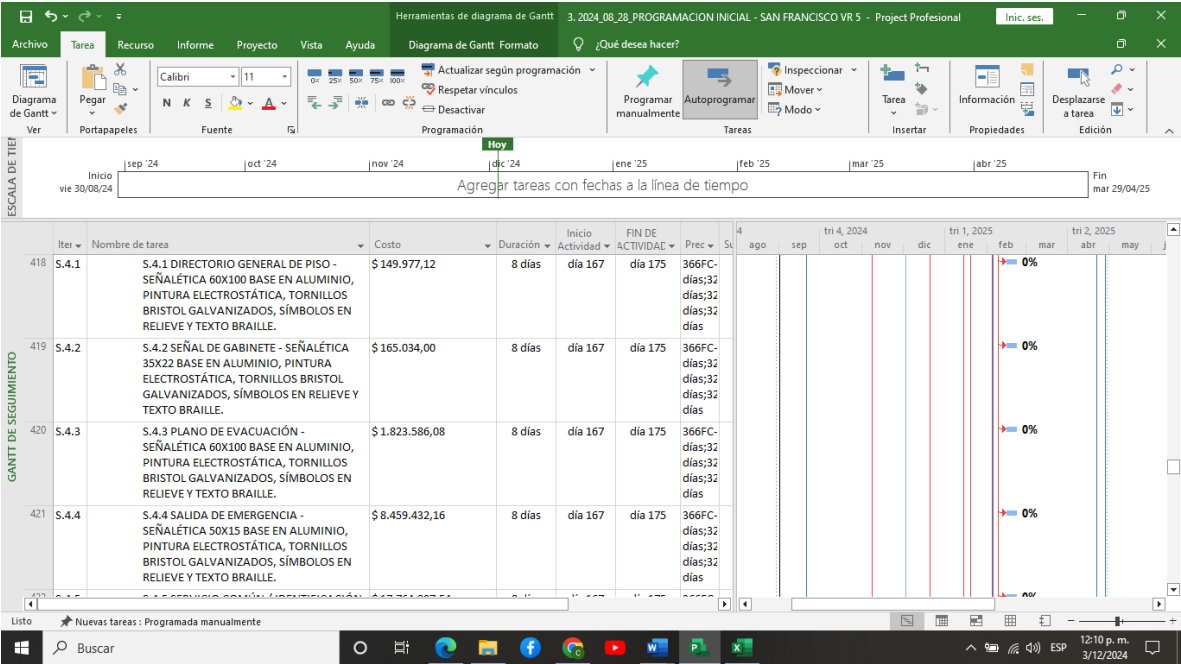 Herramientas de diagrama de Gantt
3. 2024_08_28_PROGRAMACION INICIAL - SAN FRANCISCO VR 5 - Project Profesional
Inic. ses.
Archivo Tarea Recurso Informe Proyecto Vista Ayuda Diagrama de Gantt Formato ¿Qué desea hacer?
Diagrama de Gantt
Ver
Pegar
Portapapeles
Calibri 11
N K S A
Fuente
0× 25× 50× 75× 100×
Actualizar según programación
Respetar vínculos
Desactivar
Programación
Programar manualmente
Autoprogramar
Inspeccionar
Mover
Modo
Tareas
Tarea
Insertar
Información
Propiedades
Desplazarse a tarea
Edición
ESCALA DE TIEM
Hoy
sep '24 oct '24 nov '24 dic '24 ene '25 feb '25 mar '25 abr '25
Inicio
vie 30/08/24
Agregar tareas con fechas a la línea de tiempo
Fin
mar 29/04/25
GANTT DE SEGUIMIENTO
Nombre de tarea Costo Duración Inicio Actividad FIN DE ACTIVIDAD Prec Su
4 tri 4, 2024 tri 1, 2025 tri 2, 2025
ago sep oct nov dic ene feb mar abr may
418 S.4.1 S.4.1 DIRECTORIO GENERAL DE PISO - $ 149.977,12 8 días día 167 día 175 366FC- 0%
SEÑALÉTICA 60X100 BASE EN ALUMINIO, días;32
PINTURA ELECTROSTÁTICA, TORNILLOS días;32
BRISTOL GALVANIZADOS, SÍMBOLOS EN días;32
RELIEVE Y TEXTO BRAILLE. días
419 S.4.2 S.4.2 SEÑAL DE GABINETE - SEÑALÉTICA $ 165.034,00 8 días día 167 día 175 366FC- 0%
35X22 BASE EN ALUMINIO, PINTURA días;32
ELECTROSTÁTICA, TORNILLOS BRISTOL días;32
GALVANIZADOS, SÍMBOLOS EN RELIEVE Y días;32
TEXTO BRAILLE. días
420 S.4.3 S.4.3 PLANO DE EVACUACIÓN - $ 1.823.586,08 8 días día 167 día 175 366FC- 0%
SEÑALÉTICA 60X100 BASE EN ALUMINIO, días;32
PINTURA ELECTROSTÁTICA, TORNILLOS días;32
BRISTOL GALVANIZADOS, SÍMBOLOS EN días;32
RELIEVE Y TEXTO BRAILLE. días
421 S.4.4 S.4.4 SALIDA DE EMERGENCIA - $ 8.459.432,16 8 días día 167 día 175 366FC- 0%
SEÑALÉTICA 50X15 BASE EN ALUMINIO, días;32
PINTURA ELECTROSTÁTICA, TORNILLOS días;32
BRISTOL GALVANIZADOS, SÍMBOLOS EN días;32
RELIEVE Y TEXTO BRAILLE. días
Listo Nuevas tareas : Programada manualmente
Buscar
ESP
12:10 p. m.
3/12/2024